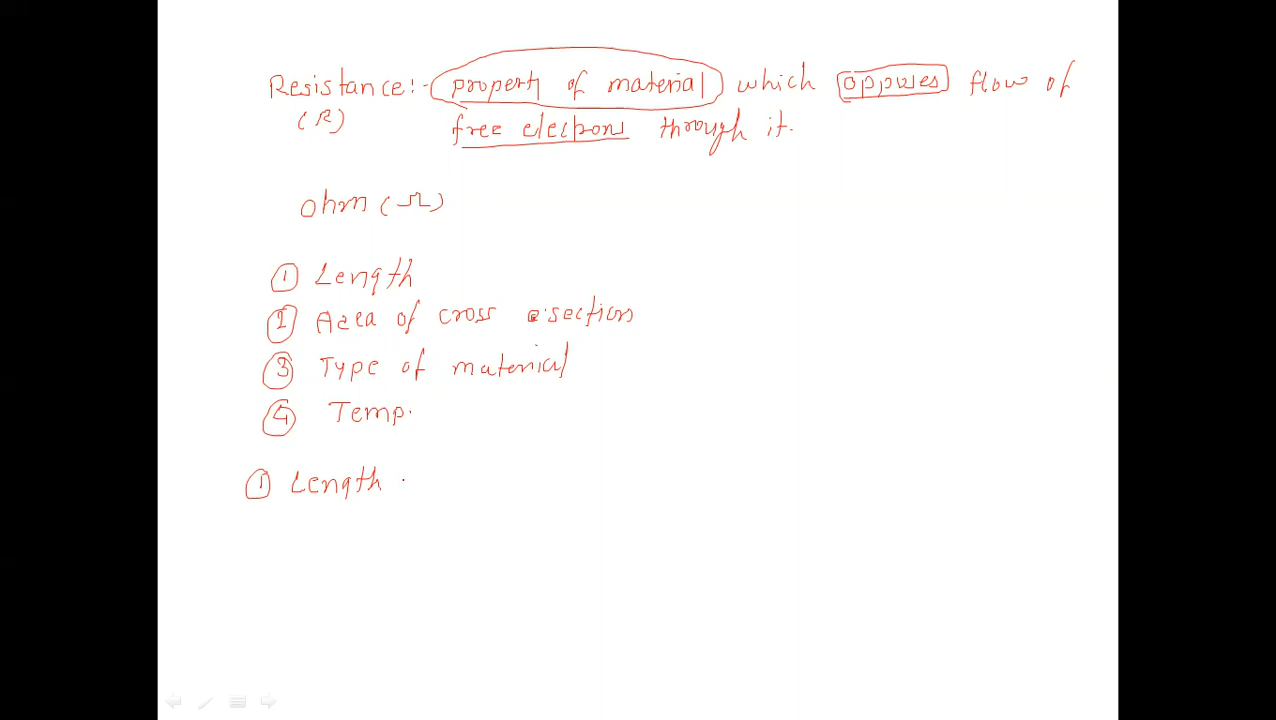 Resistance:- property of material which opposes flow of
(R) free electrons through it.
ohm (Ω)
① Length
② Area of cross section
③ Type of material
④ Temp.
① Length .